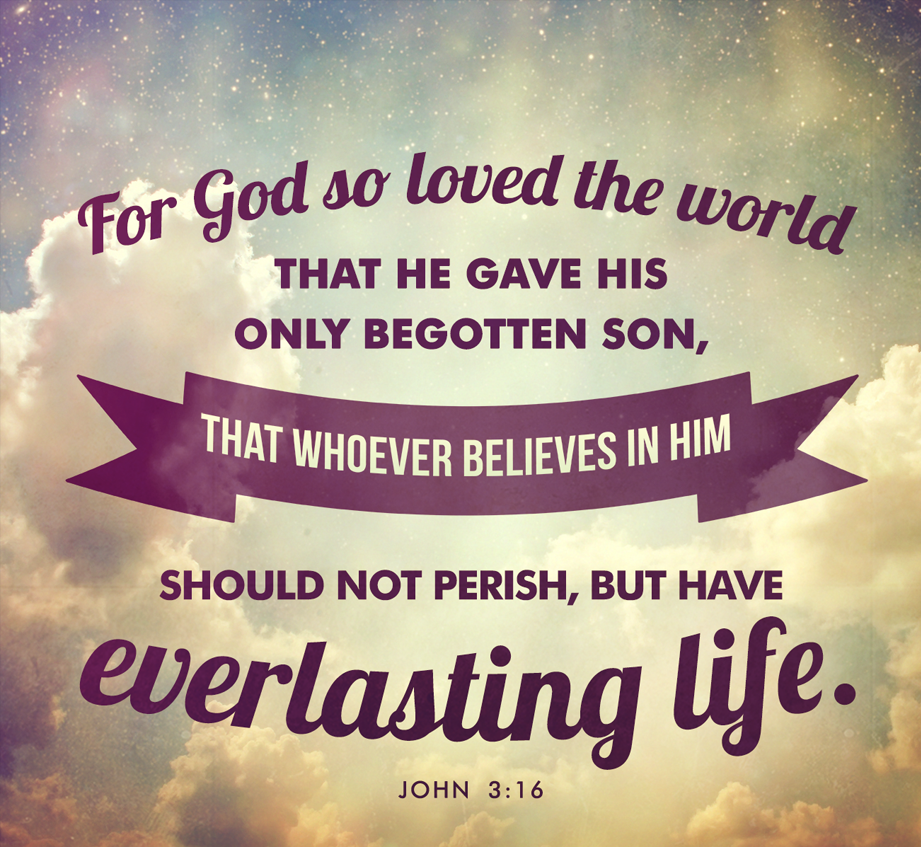 For God so loved the world
THAT HE GAVE HIS
ONLY BEGOTTEN SON,
THAT WHOEVER BELIEVES IN HIM
SHOULD NOT PERISH, BUT HAVE
everlasting life.
JOHN 3:16